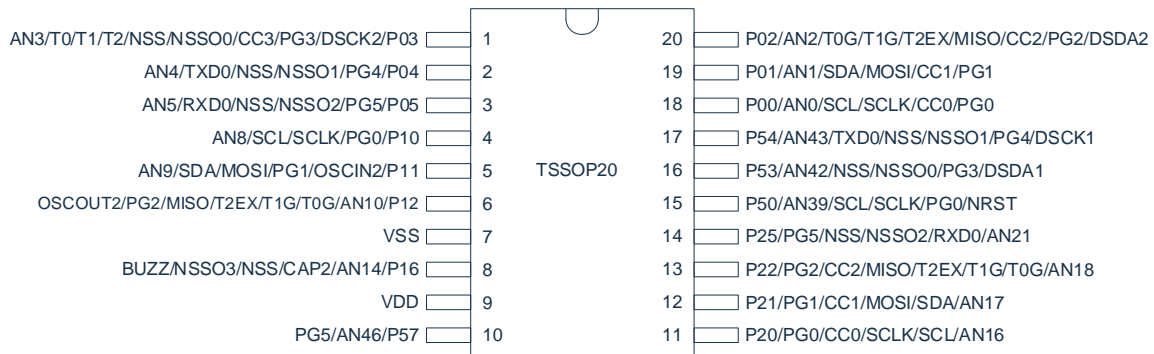 AN3/T0/T1/T2/NSS/NSSO0/CC3/PG3/DSCK2/P03 1 20 P02/AN2/T0G/T1G/T2EX/MISO/CC2/PG2/DSDA2
AN4/TXD0/NSS/NSSO1/PG4/P04 2 19 P01/AN1/SDA/MOSI/CC1/PG1
AN5/RXD0/NSS/NSSO2/PG5/P05 3 18 P00/AN0/SCL/SCLK/CC0/PG0
AN8/SCL/SCLK/PG0/P10 4 17 P54/AN43/TXD0/NSS/NSSO1/PG4/DSCK1
AN9/SDA/MOSI/PG1/OSCIN2/P11 5 TSSOP20 16 P53/AN42/NSS/NSSO0/PG3/DSDA1
OSCOUT2/PG2/MISO/T2EX/T1G/T0G/AN10/P12 6 15 P50/AN39/SCL/SCLK/PG0/NRST
VSS 7 14 P25/PG5/NSS/NSSO2/RXD0/AN21
BUZZ/NSSO3/NSS/CAP2/AN14/P16 8 13 P22/PG2/CC2/MISO/T2EX/T1G/T0G/AN18
VDD 9 12 P21/PG1/CC1/MOSI/SDA/AN17
PG5/AN46/P57 10 11 P20/PG0/CC0/SCLK/SCL/AN16